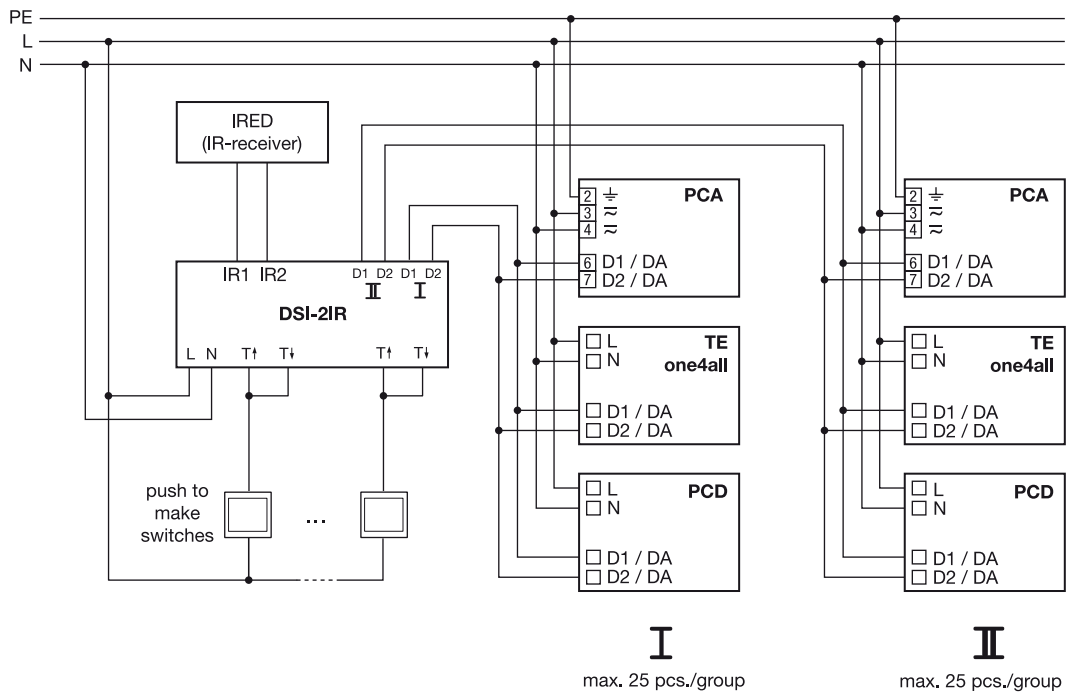 PE
L
N
IRED
(IR-receiver)
IR1 IR2
D1 D2 D1 D2
II I
DSI-2IR
L N T↑ T↓ T↑ T↓
push to
make
switches
...
PCA
2 ⏚
3 ≂
4 ≂
6 D1 / DA
7 D2 / DA
TE
one4all
L
N
D1 / DA
D2 / DA
PCD
L
N
D1 / DA
D2 / DA
I
max. 25 pcs./group
PCA
2 ⏚
3 ≂
4 ≂
6 D1 / DA
7 D2 / DA
TE
one4all
L
N
D1 / DA
D2 / DA
PCD
L
N
D1 / DA
D2 / DA
II
max. 25 pcs./group